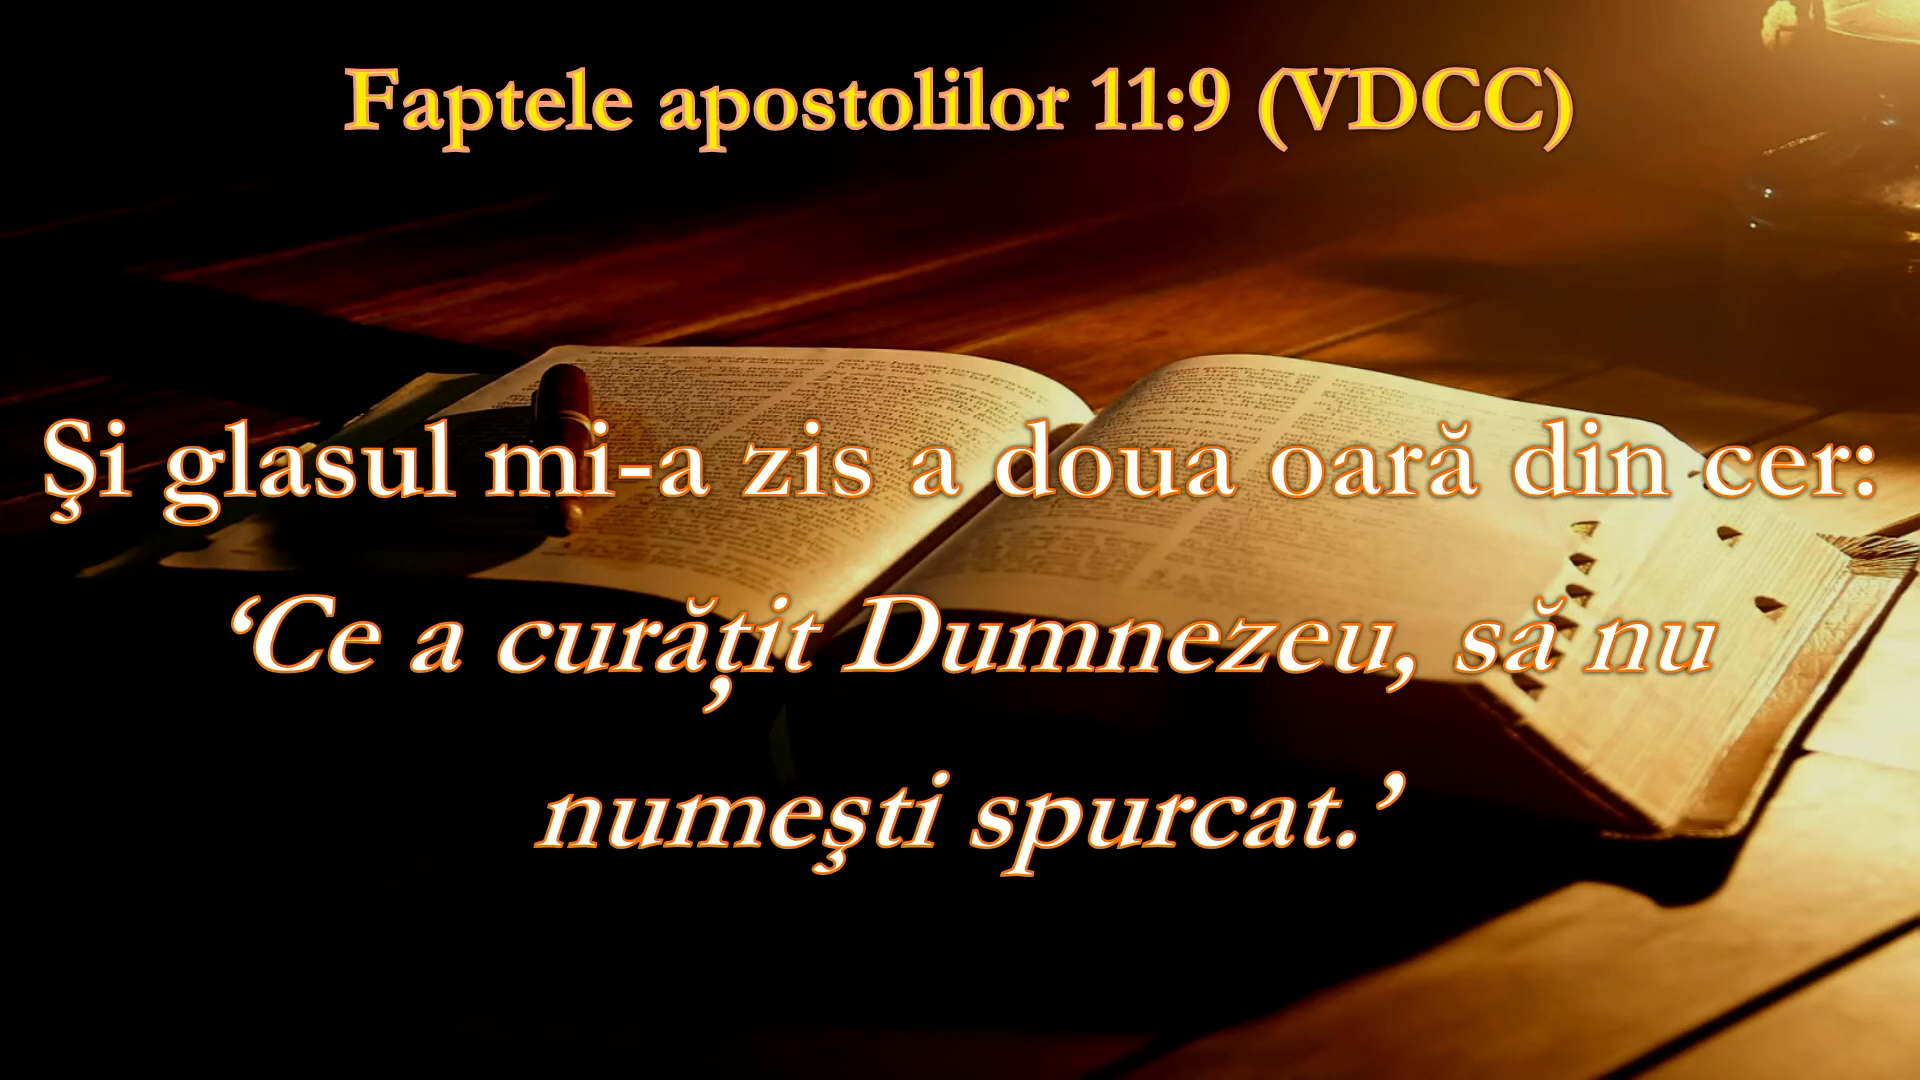 Faptele apostolilor 11:9 (VDCC)
Şi glasul mi-a zis a doua oară din cer:
‘Ce a curăţit Dumnezeu, să nu
numeşti spurcat.’